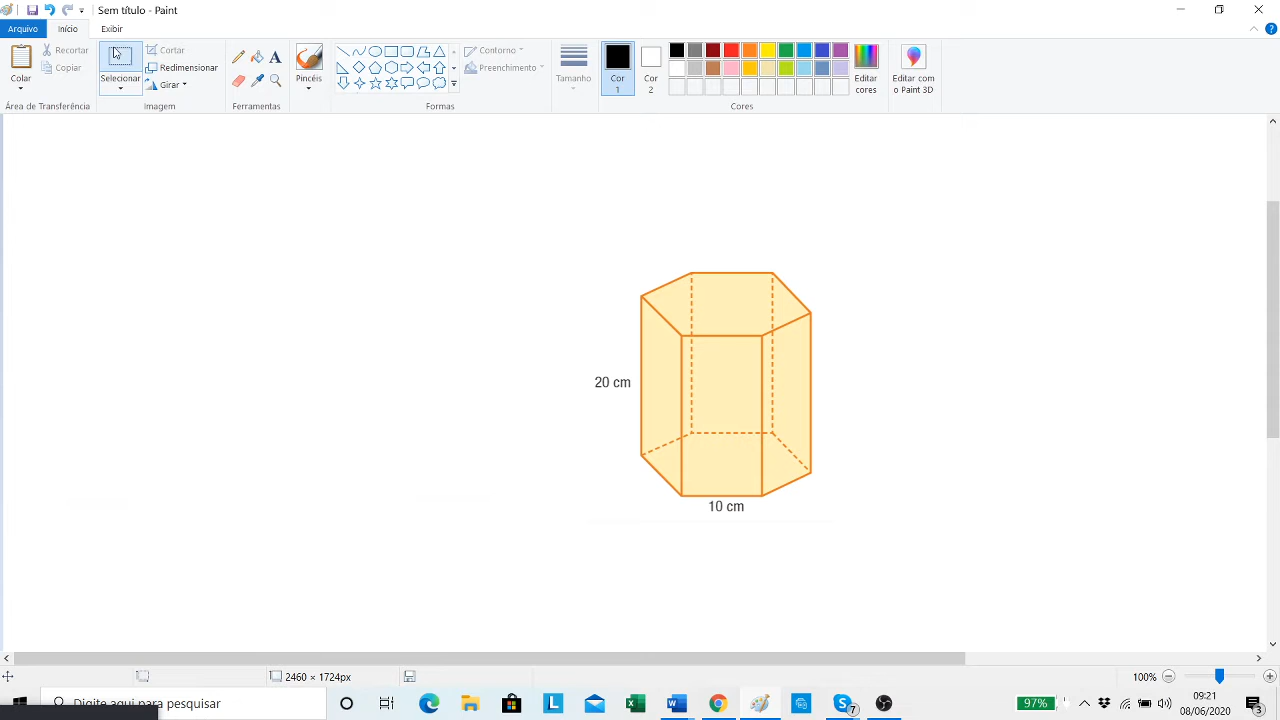 Sem título - Paint
Arquivo Início Exibir
Colar
Recortar
Copiar
Área de Transferência
Selecionar
Cortar
Redimensionar
Girar
Imagem
A
Ferramentas
Pincéis
Contorno
Preenchimento
Formas
Tamanho
Cor 1
Cor 2
Editar cores
Cores
Editar com o Paint 3D
20 cm
10 cm
2460 × 1724px
100%
Digite aqui para pesquisar
97%
7
09:21
08/06/2020
3